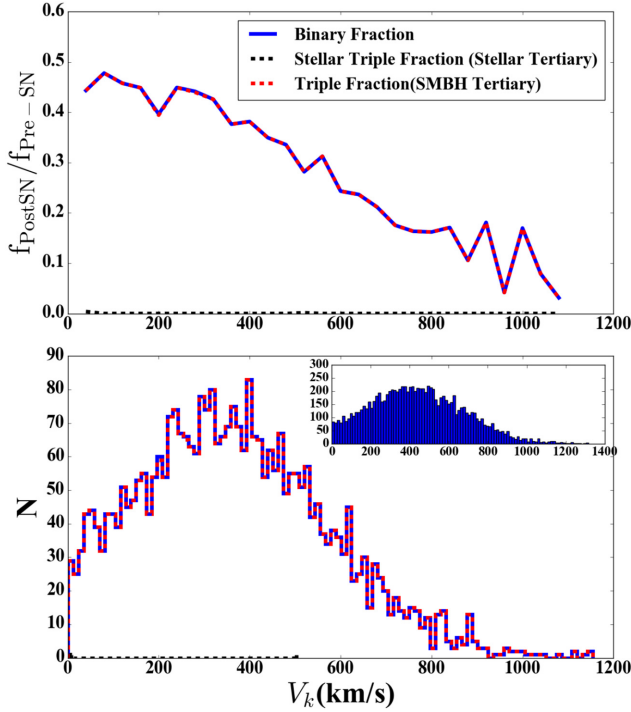 0.6
0.5
0.4
0.3
0.2
0.1
0.0
f_PostSN/f_Pre−SN
Binary Fraction
Stellar Triple Fraction (Stellar Tertiary)
Triple Fraction(SMBH Tertiary)
0 200 400 600 800 1000 1200
90
80
70
60
50
40
30
20
10
0
N
300
250
200
150
100
50
0
0 200 400 600 800 1000 1200 1400
0 200 400 600 800 1000 1200
V_k(km/s)